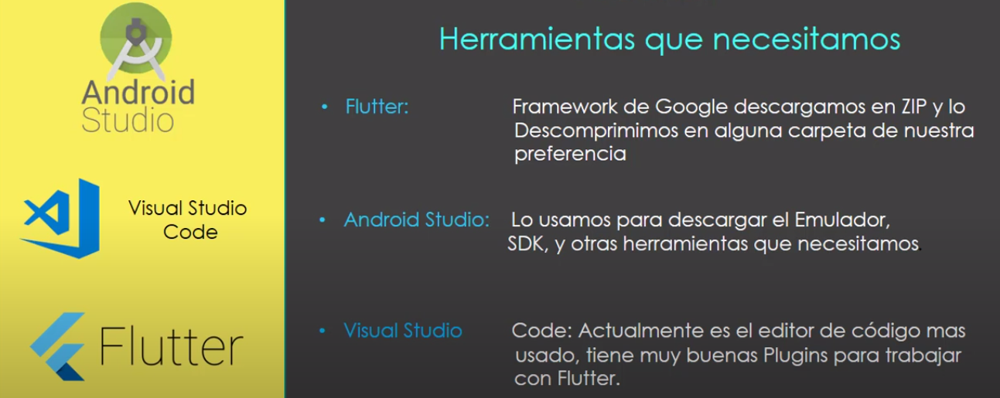 Android
Studio
Visual Studio
Code
Flutter
Herramientas que necesitamos
• Flutter: Framework de Google descargamos en ZIP y lo
Descomprimimos en alguna carpeta de nuestra
preferencia
• Android Studio: Lo usamos para descargar el Emulador,
SDK, y otras herramientas que necesitamos.
• Visual Studio Code: Actualmente es el editor de código mas
usado, tiene muy buenas Plugins para trabajar
con Flutter.